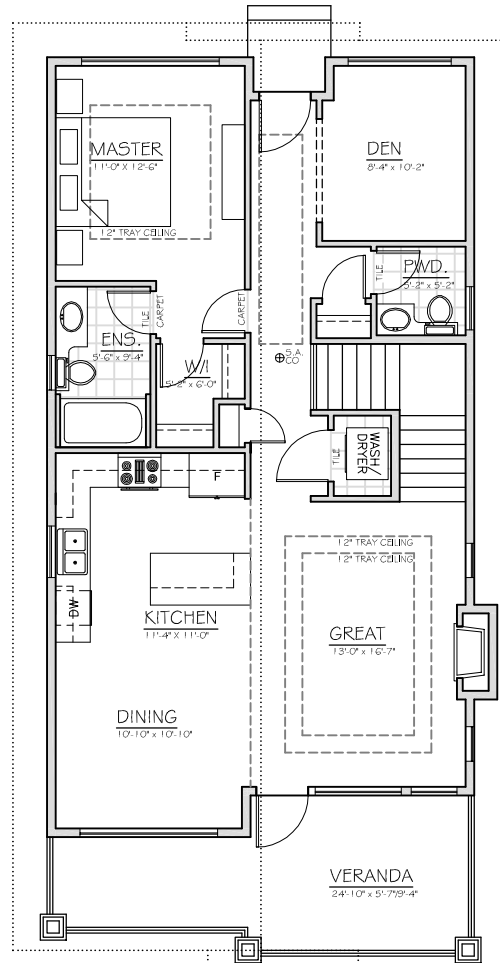 MASTER
11'-0" X 12'-6"
12" TRAY CEILING
DEN
8'-4" x 10'-2"
TILE
PWD.
5'-2" x 5'-2"
TILE
CARPET
CARPET
ENS.
5'-6" x 9'-4"
W/I
5'-2" x 6'-0"
S.A.
CO
TILE
WASH/
DRYER
F
DW
12" TRAY CEILING
12" TRAY CEILING
KITCHEN
11'-4" X 11'-0"
GREAT
13'-0" x 16'-7"
DINING
10'-10" x 10'-10"
VERANDA
24'-10" x 5'-7"/9'-4"